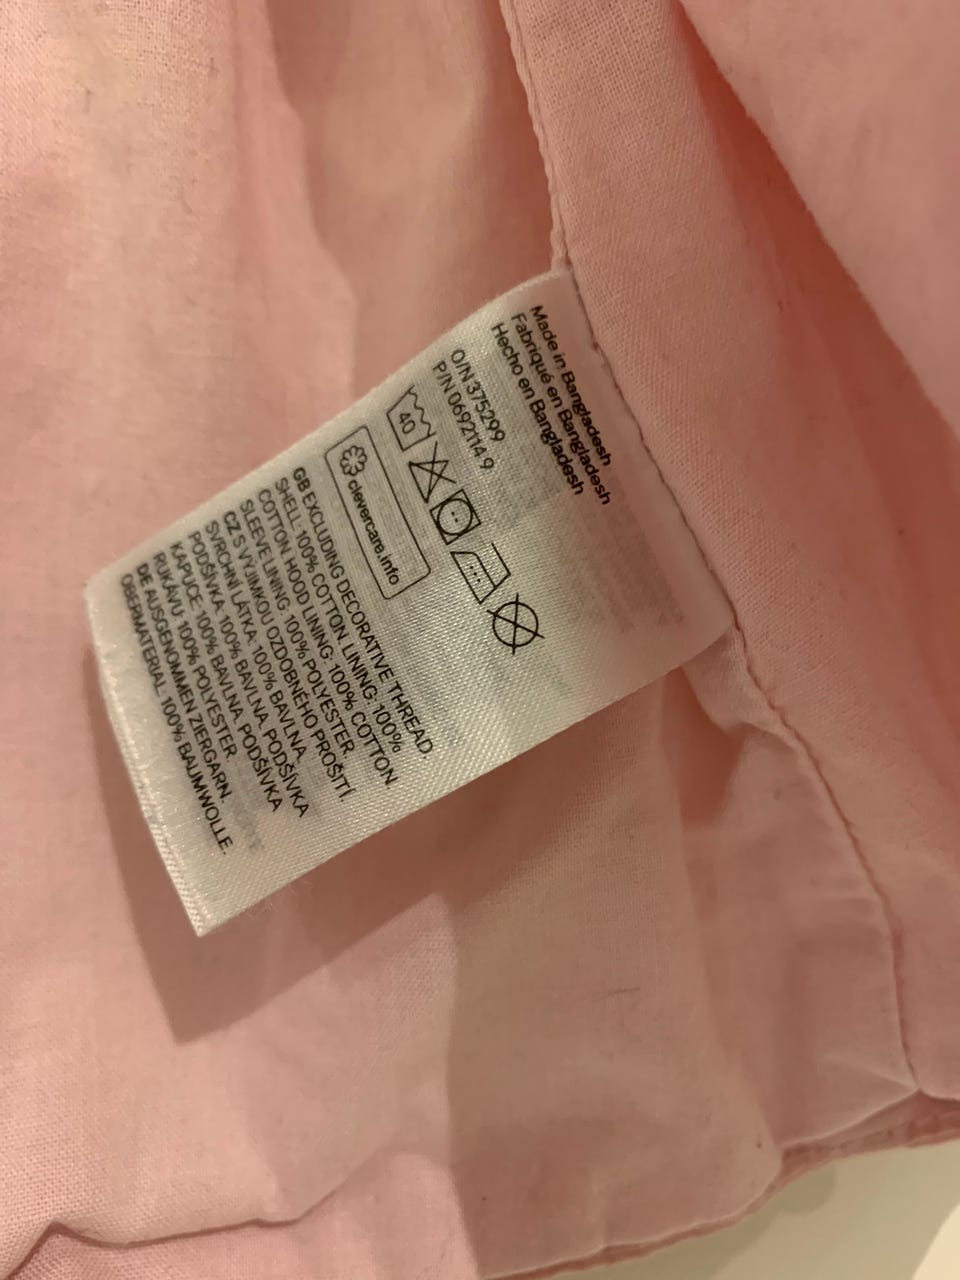 Made in Bangladesh
Fabriqué en Bangladesh
Hecho en Bangladesh
O/N 375299
P/N 0692114 9
40
clevercare.info
GB EXCLUDING DECORATIVE THREAD.
SHELL: 100% COTTON. LINING: 100%
COTTON. HOOD LINING: 100% COTTON.
SLEEVE LINING: 100% POLYESTER.
CZ S VÝJIMKOU OZDOBNÉHO PROŠITÍ.
SVRCHNÍ LÁTKA: 100% BAVLNA.
PODŠÍVKA: 100% BAVLNA. PODŠÍVKA
KAPUCE: 100% BAVLNA. PODŠÍVKA
RUKÁVU: 100% POLYESTER.
DE AUSGENOMMEN ZIERGARN.
OBERMATERIAL: 100% BAUMWOLLE.